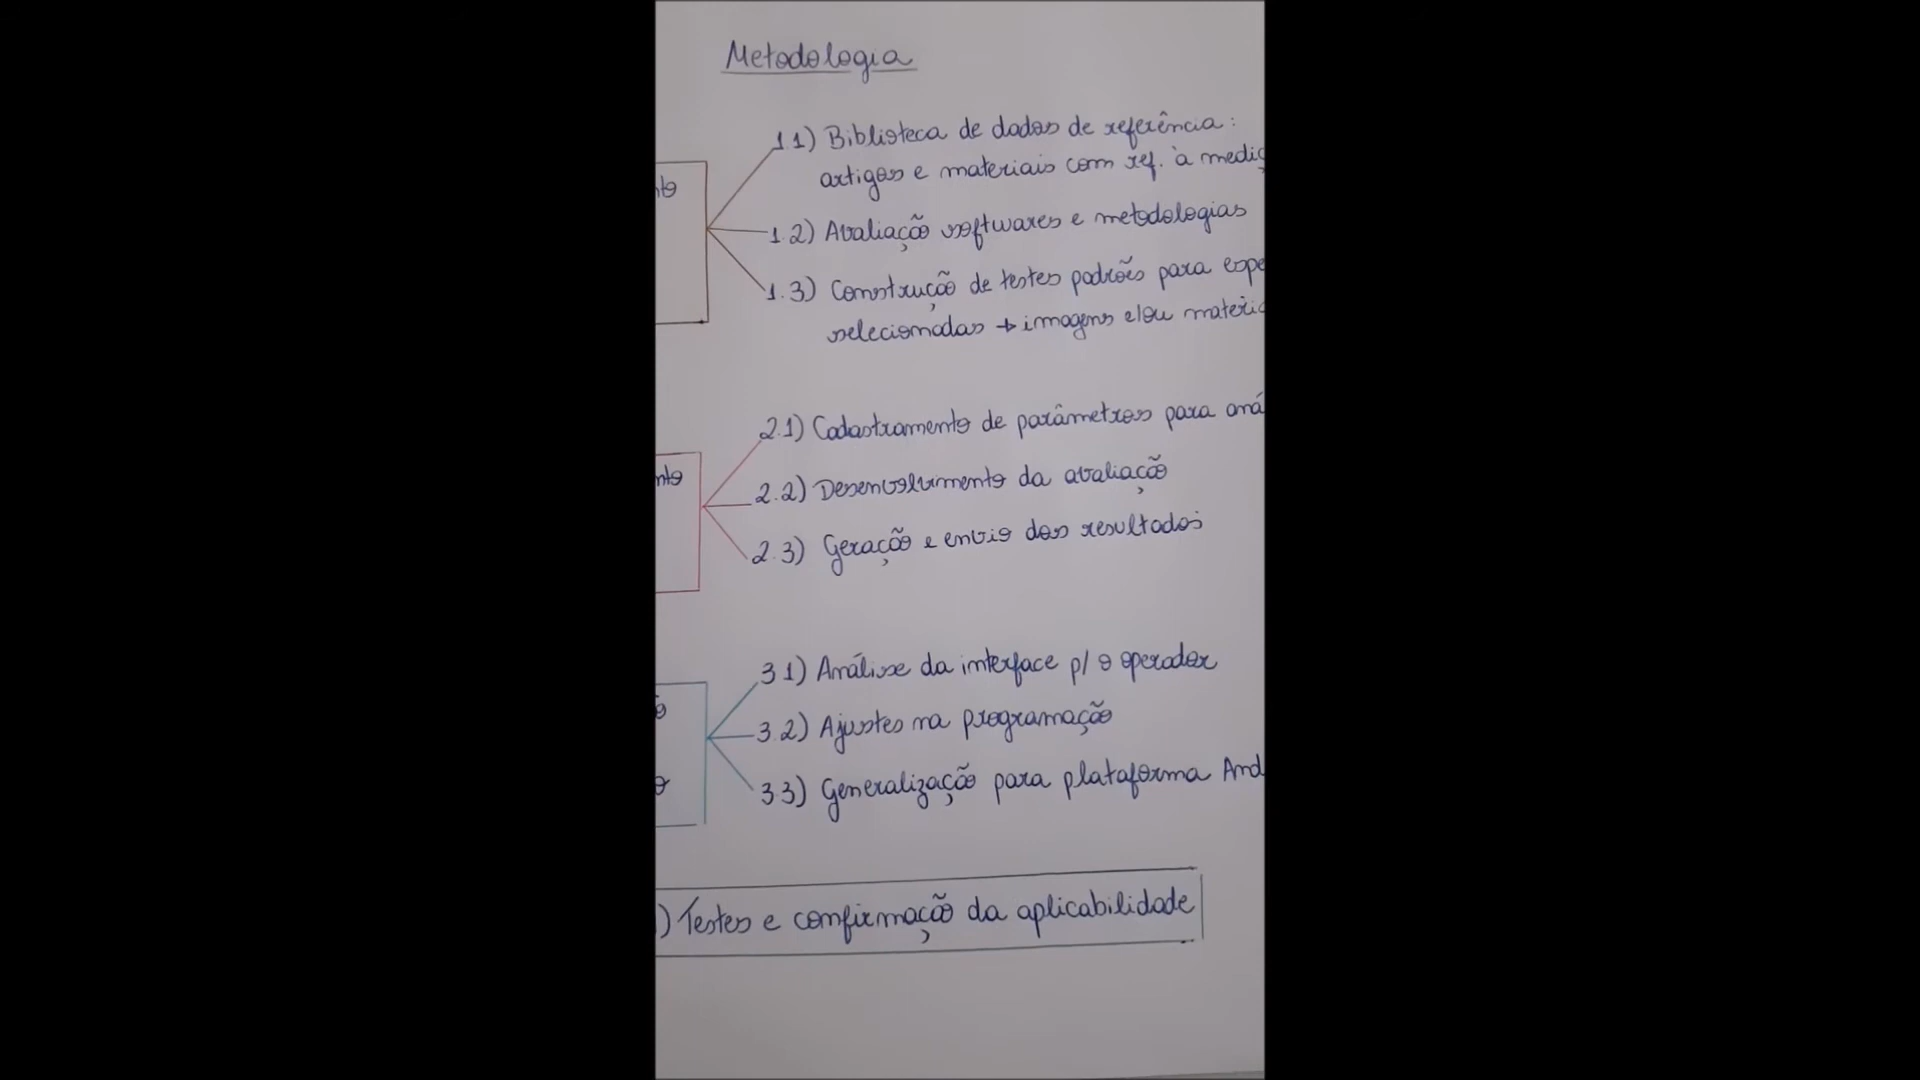 Metodologia
1.1) Biblioteca de dados de referência:
artigos e materiais com ref. à
1.2) Avaliação softwares e metodologias
1.3) Construção de testes padrões para
selecionadas → imagens e/ou
2.1) Cadastramento de parâmetros para
2.2) Desenvolvimento da avaliação
2.3) Geração e envio dos resultados
3.1) Análise da interface p/ o operador
3.2) Ajustes na programação
3.3) Generalização para plataforma
) Testes e confirmação da aplicabilidade